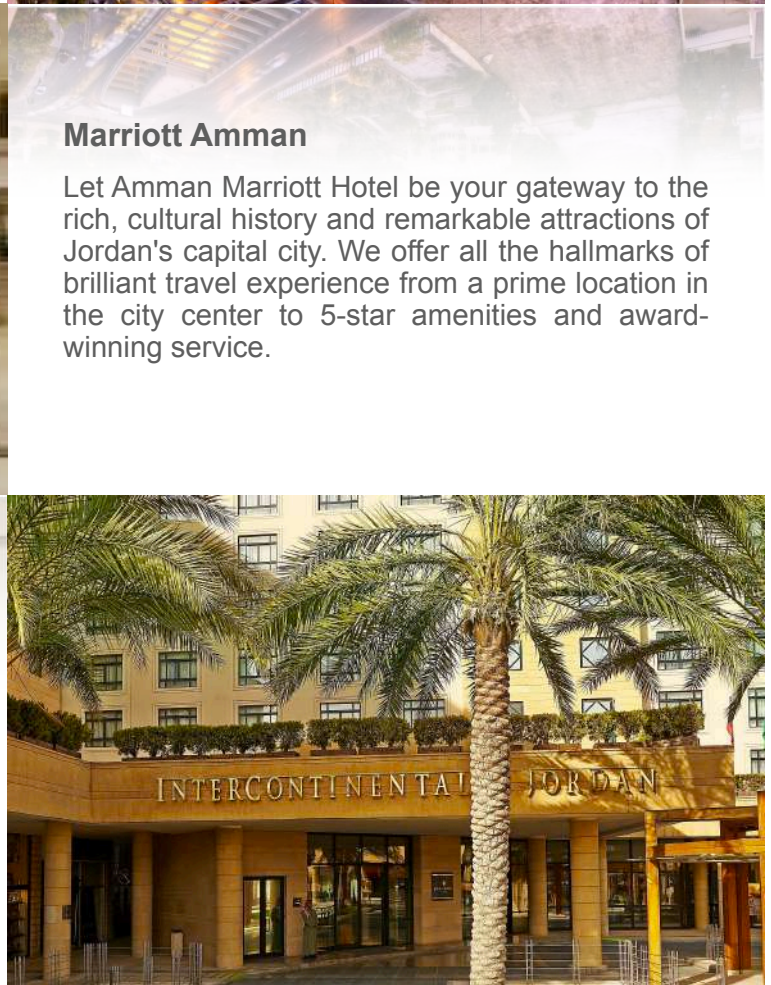 Marriott Amman
Let Amman Marriott Hotel be your gateway to the
rich, cultural history and remarkable attractions of
Jordan's capital city. We offer all the hallmarks of
brilliant travel experience from a prime location in
the city center to 5-star amenities and award-
winning service.
INTERCONTINENTAL JORDAN